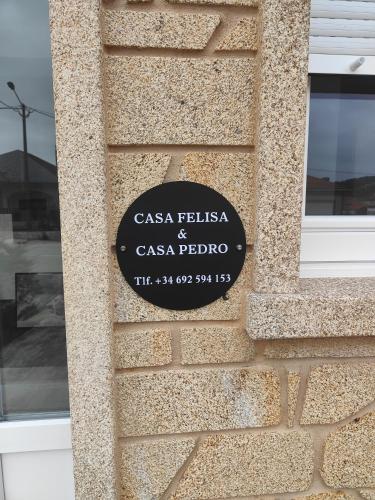 CASA FELISA
&
CASA PEDRO
Tlf. +34 692 594 153